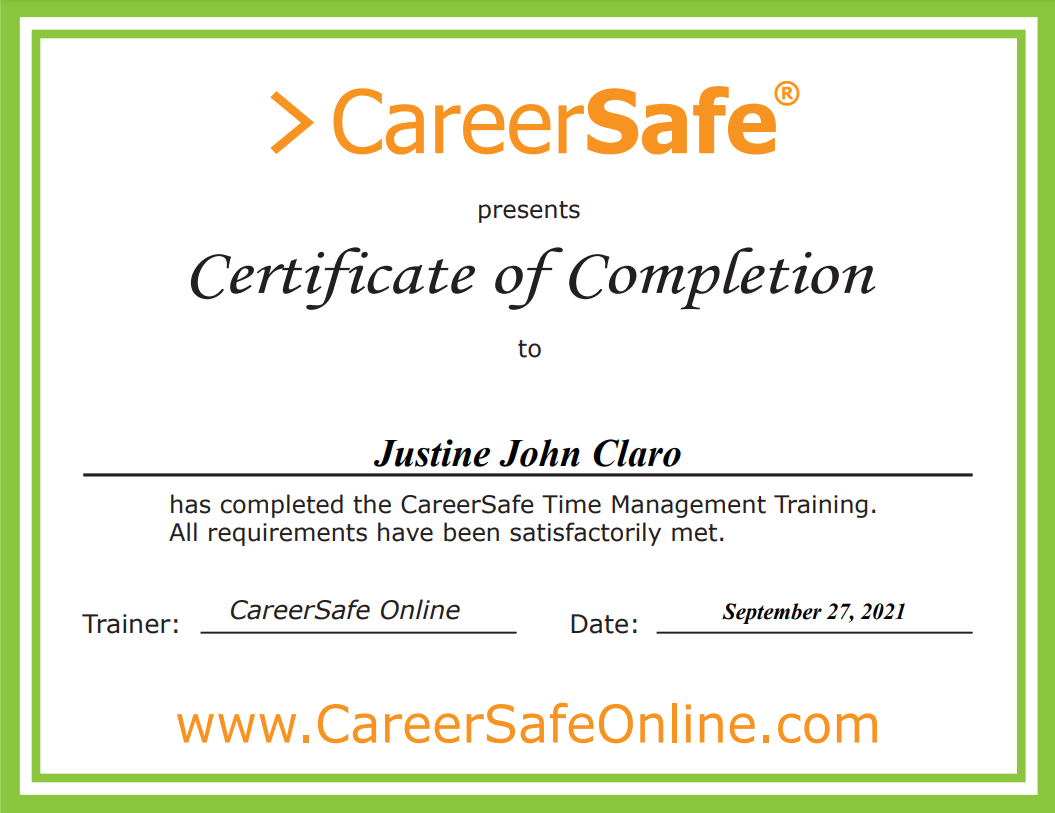 > CareerSafe®
presents
Certificate of Completion
to
Justine John Claro
has completed the CareerSafe Time Management Training.
All requirements have been satisfactorily met.
Trainer: CareerSafe Online Date: September 27, 2021
www.CareerSafeOnline.com